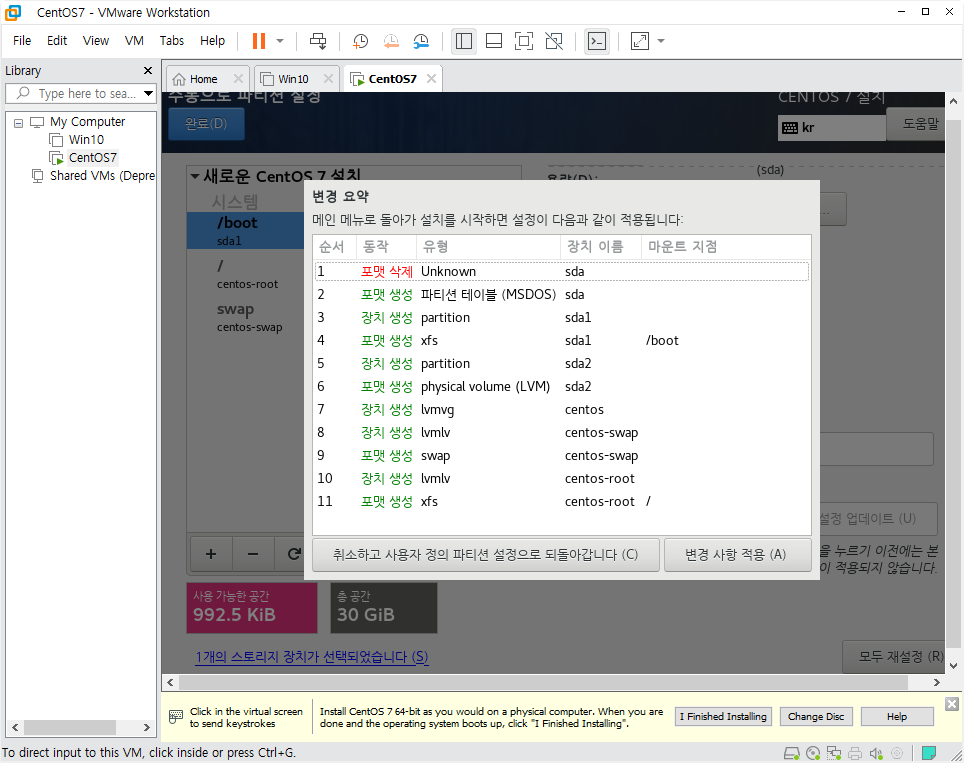 CentOS7 - VMware Workstation
File Edit View VM Tabs Help
Library
Type here to sea...
My Computer
Win10
CentOS7
Shared VMs (Depre
Home
Win10
CentOS7
수동으로 파티션 설정
CENTOS 7 설치
완료(D)
kr
도움말
새로운 CentOS 7 설치
시스템
/boot
sda1
/
centos-root
swap
centos-swap
용량(D):
(sda)
...
변경 요약
메인 메뉴로 돌아가 설치를 시작하면 설정이 다음과 같이 적용됩니다:
순서 동작 유형 장치 이름 마운트 지점
1 포맷 삭제 Unknown sda
2 포맷 생성 파티션 테이블 (MSDOS) sda
3 장치 생성 partition sda1
4 포맷 생성 xfs sda1 /boot
5 장치 생성 partition sda2
6 포맷 생성 physical volume (LVM) sda2
7 장치 생성 lvmvg centos
8 장치 생성 lvmlv centos-swap
9 포맷 생성 swap centos-swap
10 장치 생성 lvmlv centos-root
11 포맷 생성 xfs centos-root /
취소하고 사용자 정의 파티션 설정으로 되돌아갑니다 (C)
변경 사항 적용 (A)
설정 업데이트 (U)
을 누르기 이전에는 본
이 적용되지 않습니다.
사용 가능한 공간
992.5 KiB
총 공간
30 GiB
1개의 스토리지 장치가 선택되었습니다 (S)
모두 재설정 (R)
Click in the virtual screen
to send keystrokes
Install CentOS 7 64-bit as you would on a physical computer. When you are
done and the operating system boots up, click "I Finished Installing".
I Finished Installing
Change Disc
Help
To direct input to this VM, click inside or press Ctrl+G.